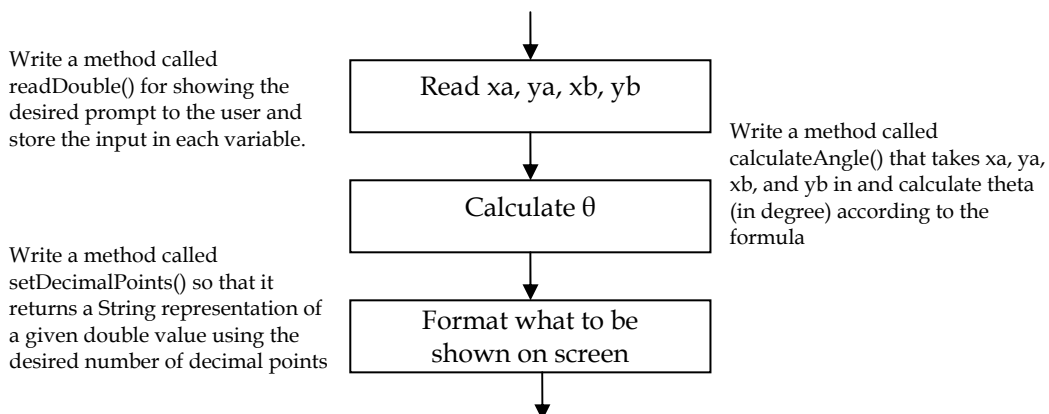 Write a method called
readDouble() for showing the
desired prompt to the user and
store the input in each variable.
Read xa, ya, xb, yb
Write a method called
calculateAngle() that takes xa, ya,
xb, and yb in and calculate theta
(in degree) according to the
formula
Calculate θ
Write a method called
setDecimalPoints() so that it
returns a String representation of
a given double value using the
desired number of decimal points
Format what to be
shown on screen